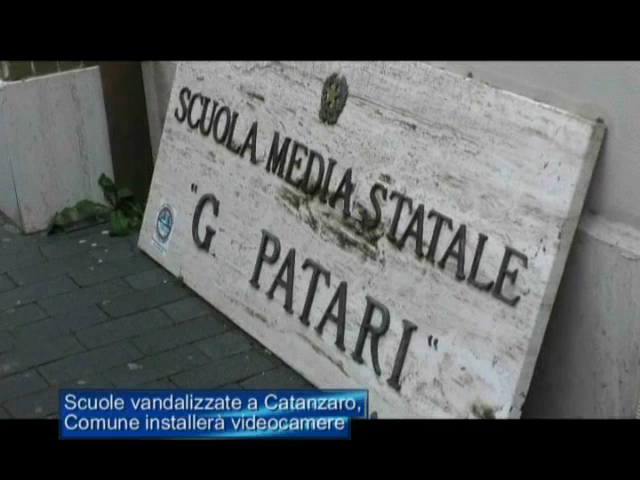 SCUOLA MEDIA STATALE
"G PATARI"
Scuole vandalizzate a Catanzaro,
Comune installerà videocamere